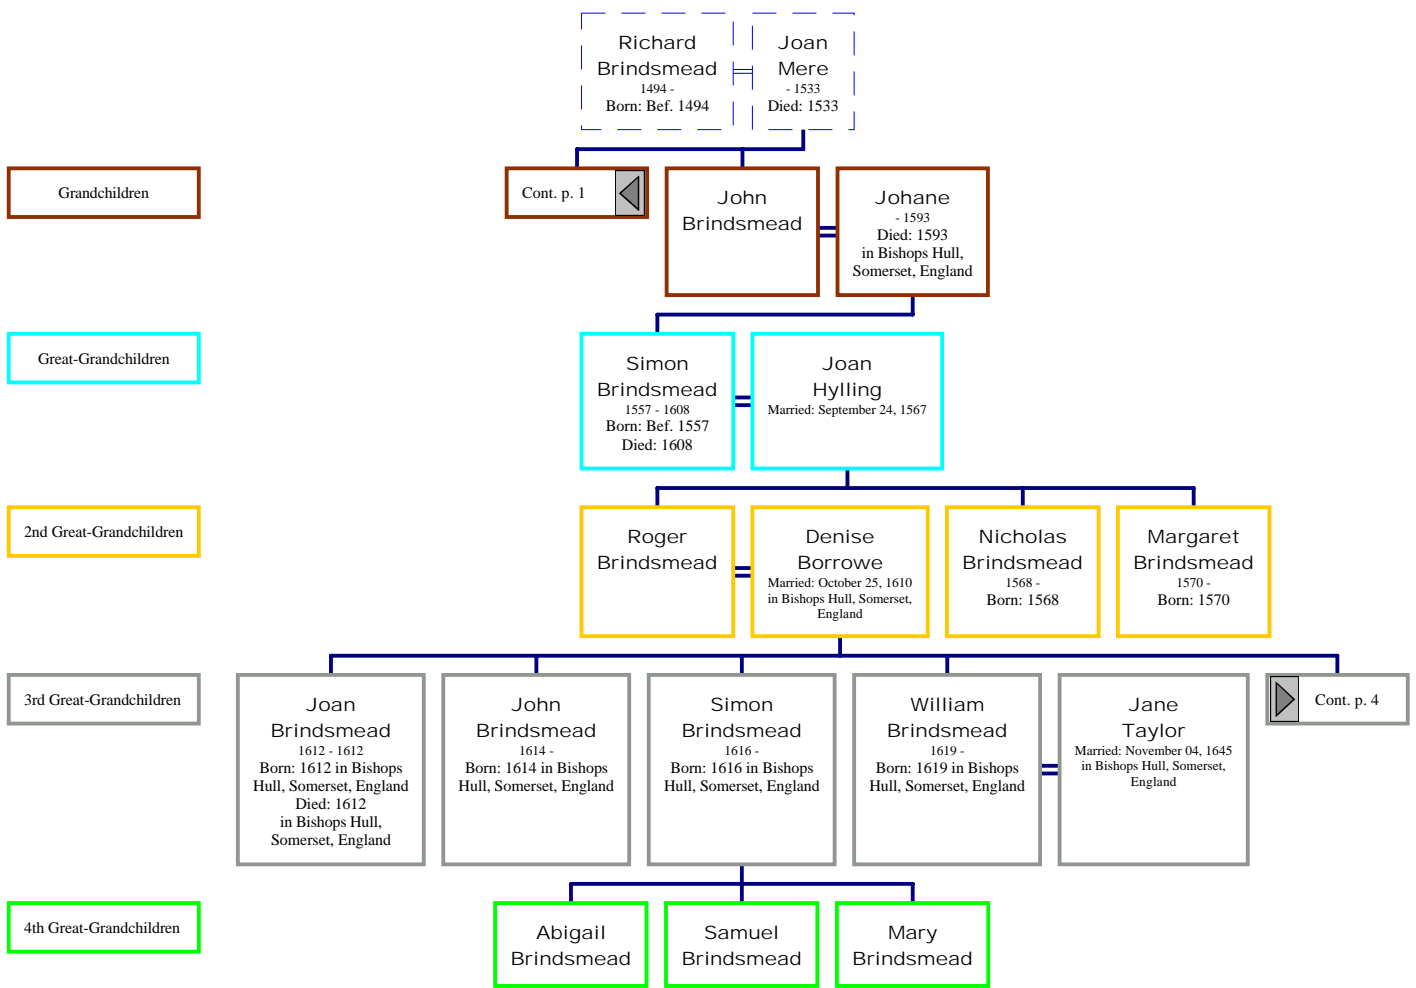 Richard
Brindsmead
1494 -
Born: Bef. 1494
Joan
Mere
- 1533
Died: 1533
Grandchildren
Cont. p. 1
John
Brindsmead
Johane
- 1593
Died: 1593
in Bishops Hull,
Somerset, England
Great-Grandchildren
Simon
Brindsmead
1557 - 1608
Born: Bef. 1557
Died: 1608
Joan
Hylling
Married: September 24, 1567
2nd Great-Grandchildren
Roger
Brindsmead
Denise
Borrowe
Married: October 25, 1610
in Bishops Hull, Somerset,
England
Nicholas
Brindsmead
1568 -
Born: 1568
Margaret
Brindsmead
1570 -
Born: 1570
3rd Great-Grandchildren
Joan
Brindsmead
1612 - 1612
Born: 1612 in Bishops
Hull, Somerset, England
Died: 1612
in Bishops Hull,
Somerset, England
John
Brindsmead
1614 -
Born: 1614 in Bishops
Hull, Somerset, England
Simon
Brindsmead
1616 -
Born: 1616 in Bishops
Hull, Somerset, England
William
Brindsmead
1619 -
Born: 1619 in Bishops
Hull, Somerset, England
Jane
Taylor
Married: November 04, 1645
in Bishops Hull, Somerset,
England
Cont. p. 4
4th Great-Grandchildren
Abigail
Brindsmead
Samuel
Brindsmead
Mary
Brindsmead